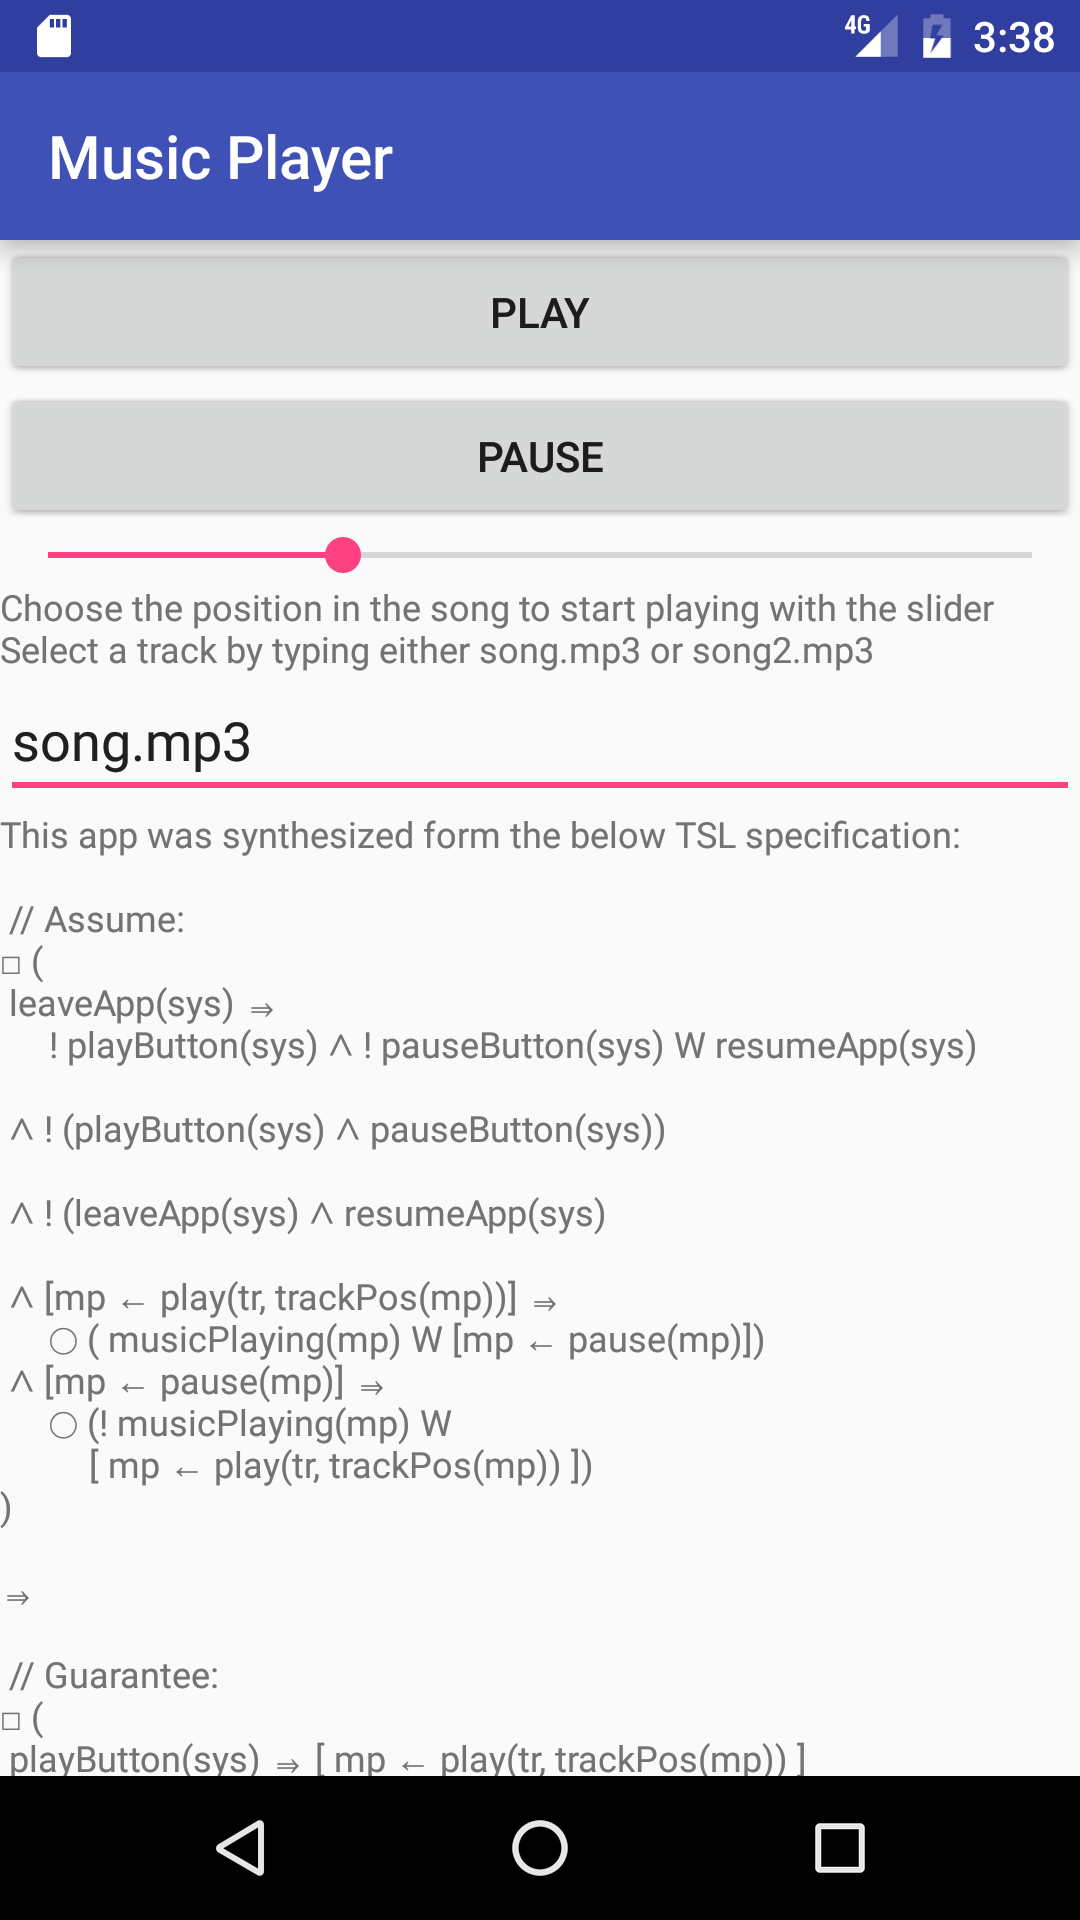 4G 3:38
Music Player
PLAY
PAUSE
Choose the position in the song to start playing with the slider
Select a track by typing either song.mp3 or song2.mp3
song.mp3
This app was synthesized form the below TSL specification:
// Assume:
□ (
leaveApp(sys) ⇒
! playButton(sys) ∧ ! pauseButton(sys) W resumeApp(sys)
∧ ! (playButton(sys) ∧ pauseButton(sys))
∧ ! (leaveApp(sys) ∧ resumeApp(sys)
∧ [mp ← play(tr, trackPos(mp))] ⇒
◯ ( musicPlaying(mp) W [mp ← pause(mp)])
∧ [mp ← pause(mp)] ⇒
◯ (! musicPlaying(mp) W
[ mp ← play(tr, trackPos(mp)) ])
)
⇒
// Guarantee:
□ (
playButton(sys) ⇒ [ mp ← play(tr, trackPos(mp)) ]